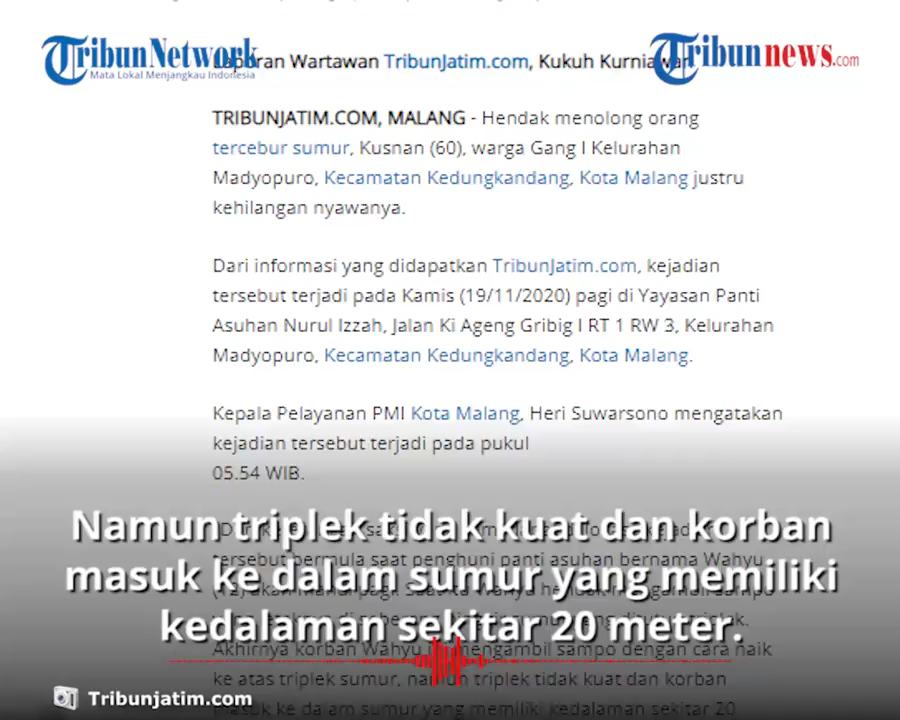 Tribun Network
Mata Lokal Menjangkau Indonesia
Tribunnews.com
Laporan Wartawan TribunJatim.com, Kukuh Kurniawan
TRIBUNJATIM.COM, MALANG - Hendak menolong orang
tercebur sumur, Kusnan (60), warga Gang I Kelurahan
Madyopuro, Kecamatan Kedungkandang, Kota Malang justru
kehilangan nyawanya.
Dari informasi yang didapatkan TribunJatim.com, kejadian
tersebut terjadi pada Kamis (19/11/2020) pagi di Yayasan Panti
Asuhan Nurul Izzah, Jalan Ki Ageng Gribig I RT 1 RW 3, Kelurahan
Madyopuro, Kecamatan Kedungkandang, Kota Malang.
Kepala Pelayanan PMI Kota Malang, Heri Suwarsono mengatakan
kejadian tersebut terjadi pada pukul
05.54 WIB.
Namun triplek tidak kuat dan korban
tersebut bermula saat penghuni panti asuhan bernama Wahyu
masuk ke dalam sumur yang memiliki
kedalaman sekitar 20 meter.
Akhirnya korban Wahyu mengambil sampo dengan cara naik
ke atas triplek sumur, namun triplek tidak kuat dan korban
masuk ke dalam sumur yang memiliki kedalaman sekitar 20
Tribunjatim.com